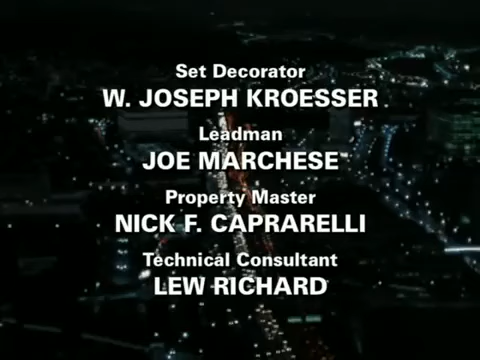 Set Decorator
W. JOSEPH KROESSER
Leadman
JOE MARCHESE
Property Master
NICK F. CAPRARELLI
Technical Consultant
LEW RICHARD